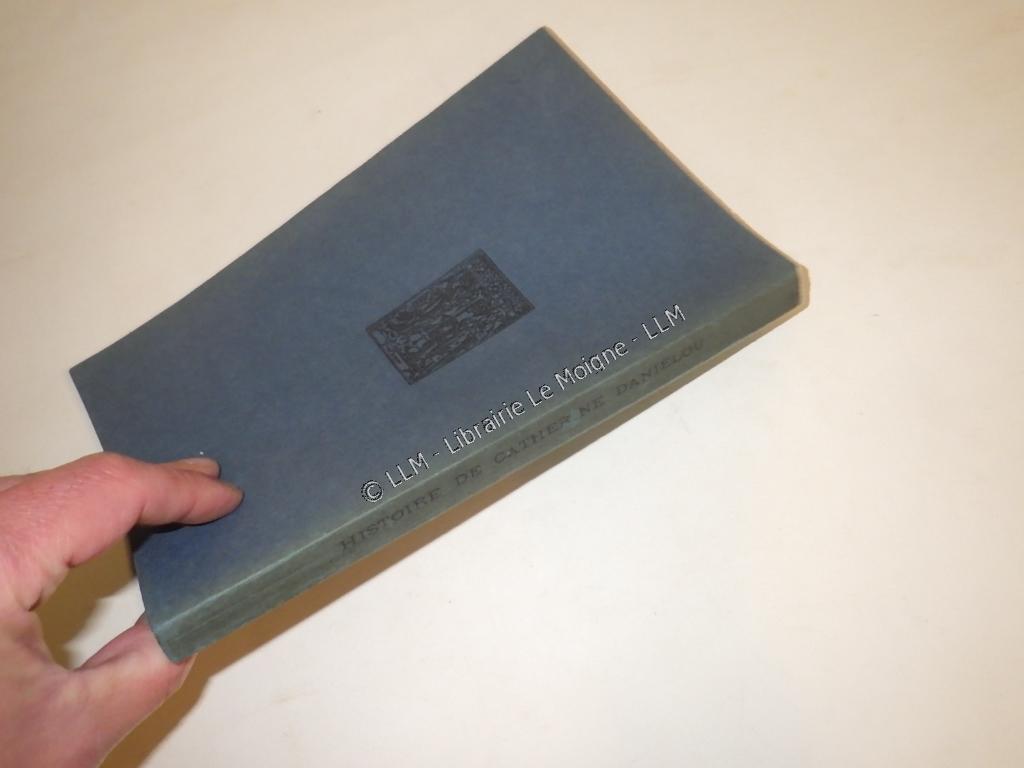 © LLM - Librairie Le Moigne - LLM
HISTOIRE DE CATHERINE DANIELOU